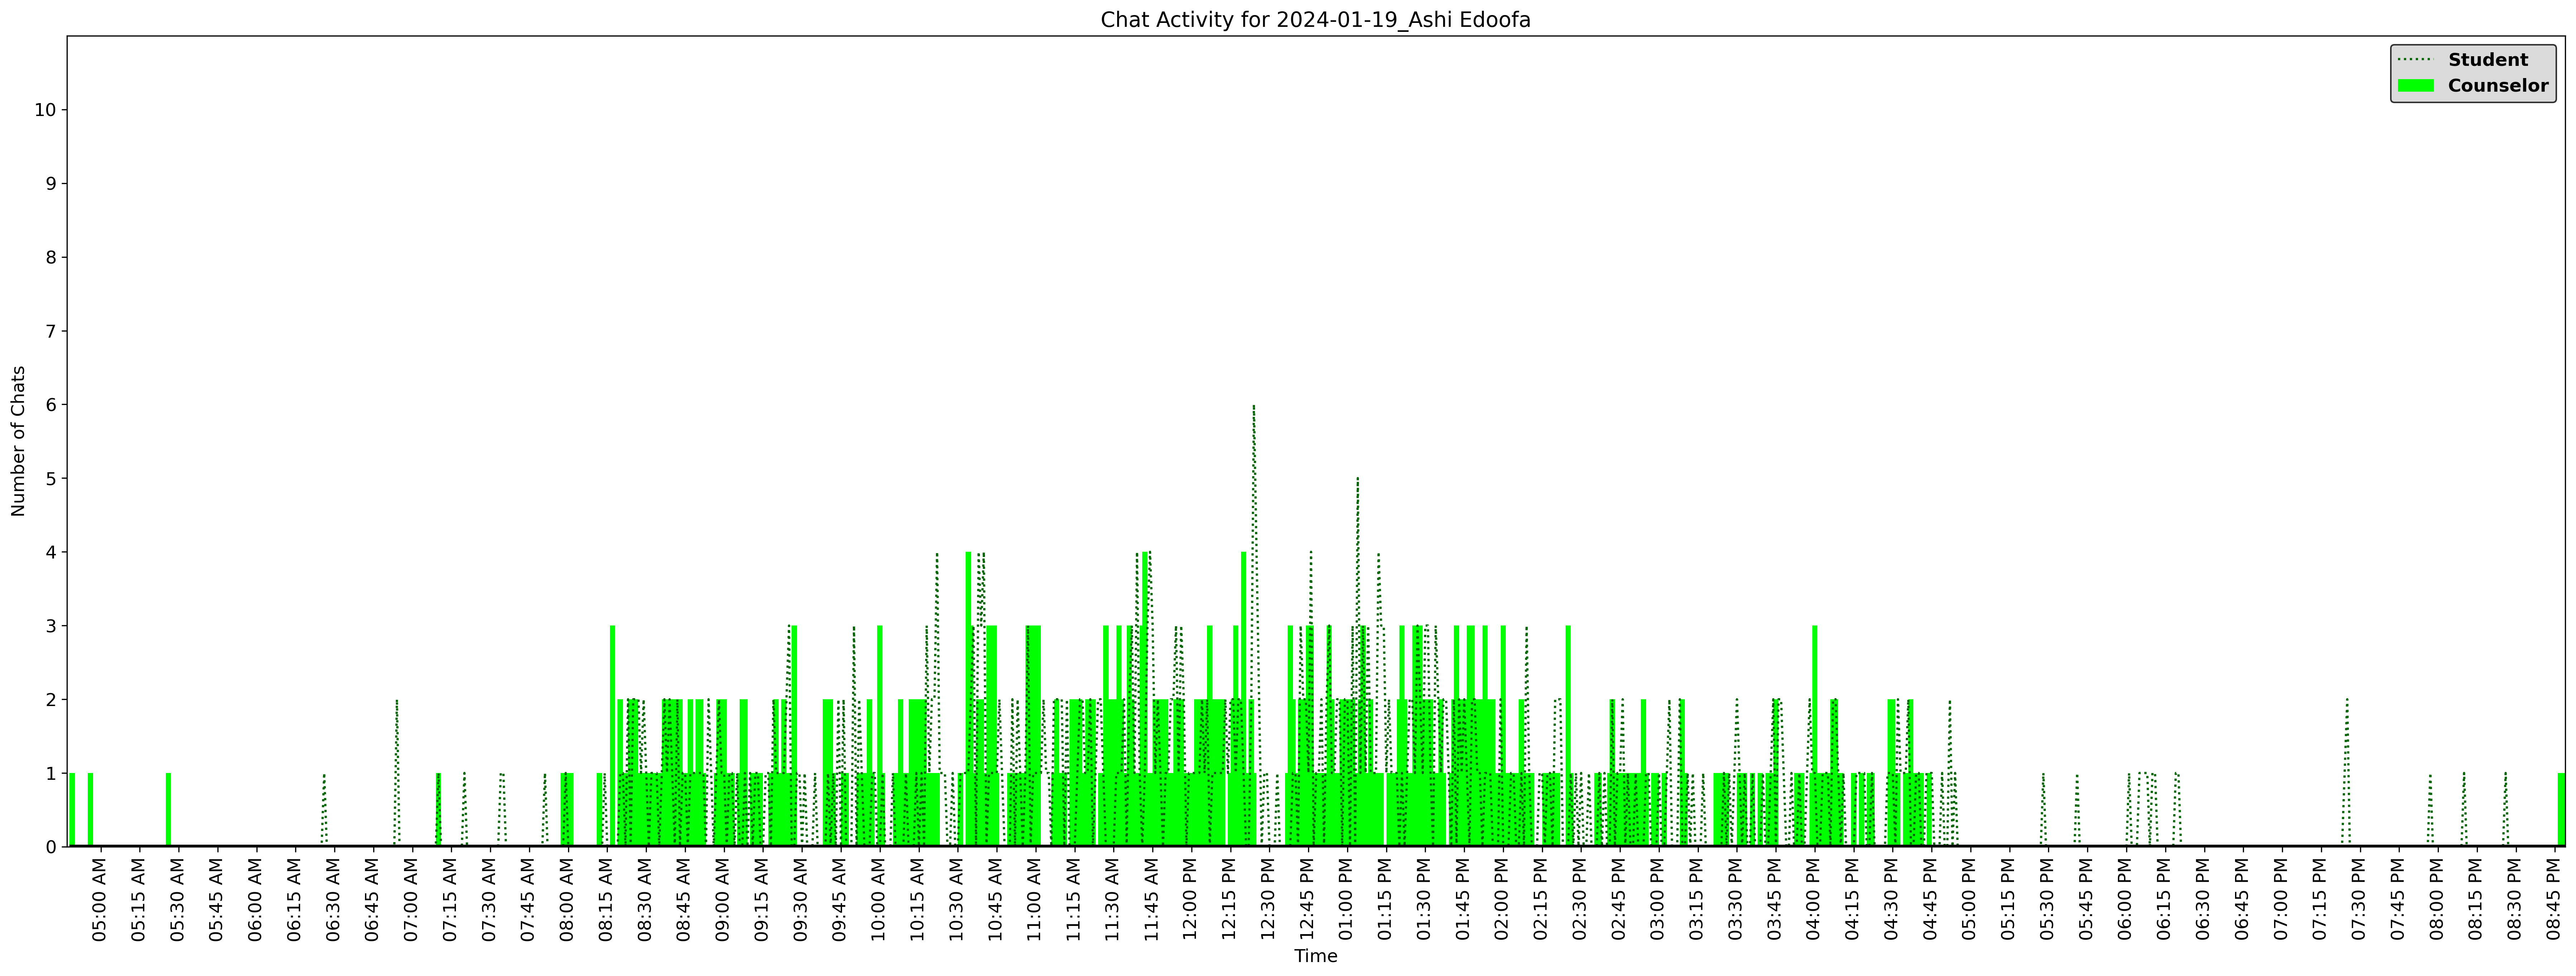 Chat Activity for 2024-01-19_Ashi Edoofa
Student
Counselor
Number of Chats
10
9
8
7
6
5
4
3
2
1
0
05:00 AM
05:15 AM
05:30 AM
05:45 AM
06:00 AM
06:15 AM
06:30 AM
06:45 AM
07:00 AM
07:15 AM
07:30 AM
07:45 AM
08:00 AM
08:15 AM
08:30 AM
08:45 AM
09:00 AM
09:15 AM
09:30 AM
09:45 AM
10:00 AM
10:15 AM
10:30 AM
10:45 AM
11:00 AM
11:15 AM
11:30 AM
11:45 AM
12:00 PM
12:15 PM
12:30 PM
12:45 PM
01:00 PM
01:15 PM
01:30 PM
01:45 PM
02:00 PM
02:15 PM
02:30 PM
02:45 PM
03:00 PM
03:15 PM
03:30 PM
03:45 PM
04:00 PM
04:15 PM
04:30 PM
04:45 PM
05:00 PM
05:15 PM
05:30 PM
05:45 PM
06:00 PM
06:15 PM
06:30 PM
06:45 PM
07:00 PM
07:15 PM
07:30 PM
07:45 PM
08:00 PM
08:15 PM
08:30 PM
08:45 PM
Time